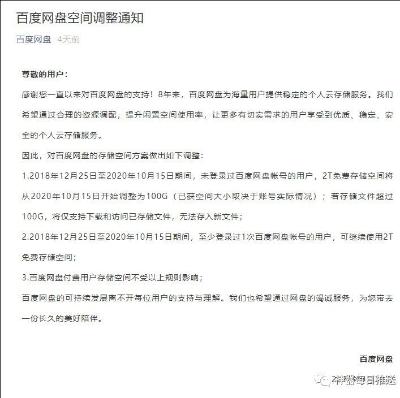 百度网盘空间调整通知
百度网盘 4天前
尊敬的用户：
感谢您一直以来对百度网盘的支持！8年来，百度网盘为海量用户提供稳定的个人云存储服务。我们
希望通过合理的资源调配，提升闲置空间使用率，让更多有切实需求的用户享受到优质、稳定、安
全的个人云存储服务。
因此，对百度网盘的存储空间方案做出如下调整：
1.2018年12月25日至2020年10月15日期间，未登录过百度网盘帐号的用户，2T免费存储空间将
从2020年10月15日开始调整为100G（已获空间大小取决于账号实际情况）；若存储文件超过
100G，将仅支持下载和访问已存储文件，无法存入新文件；
2.2018年12月25日至2020年10月15日期间，至少登录过1次百度网盘帐号的用户，可继续使用2T
免费存储空间；
3.百度网盘付费用户存储空间不受以上规则影响；
百度网盘的可持续发展离不开每位用户的支持与理解。我们也希望通过网盘的竭诚服务，为您带去
一份长久的美好陪伴。
百度网盘